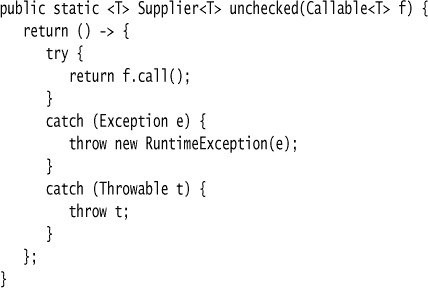 public static <T> Supplier<T> unchecked(Callable<T> f) {
   return () -> {
      try {
         return f.call();
      }
      catch (Exception e) {
         throw new RuntimeException(e);
      }
      catch (Throwable t) {
         throw t;
      }
   };
}